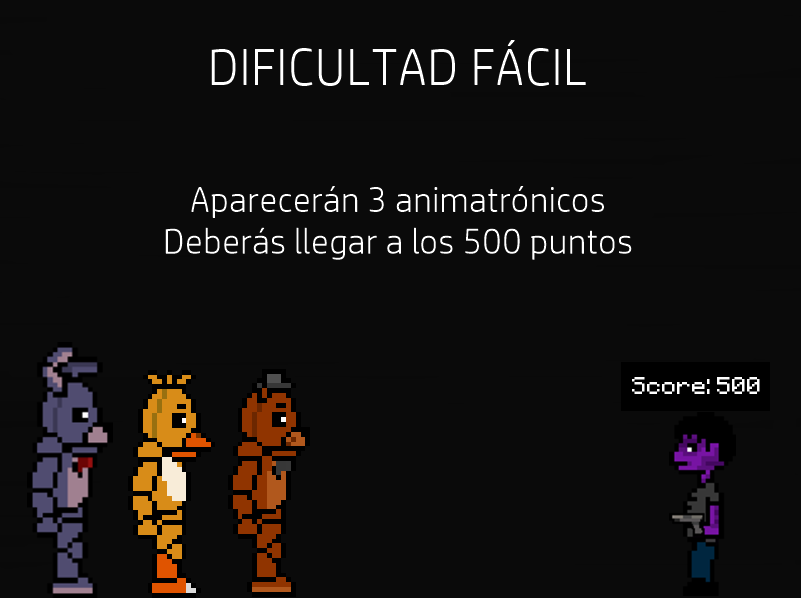 DIFICULTAD FÁCIL
Aparecerán 3 animatrónicos
Deberás llegar a los 500 puntos
Score:500